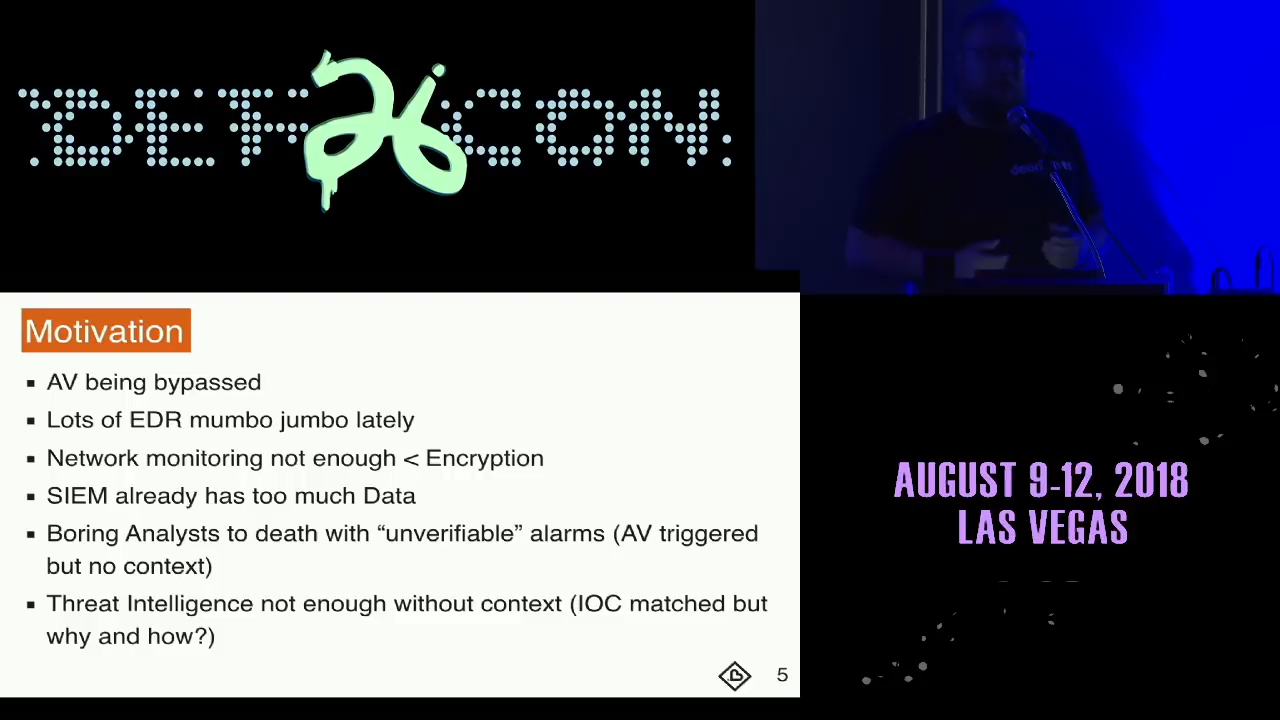 DEF 26 CON
Motivation
▪ AV being bypassed
▪ Lots of EDR mumbo jumbo lately
▪ Network monitoring not enough < Encryption
▪ SIEM already has too much Data
▪ Boring Analysts to death with “unverifiable” alarms (AV triggered
but no context)
▪ Threat Intelligence not enough without context (IOC matched but
why and how?)
5
AUGUST 9-12, 2018
LAS VEGAS